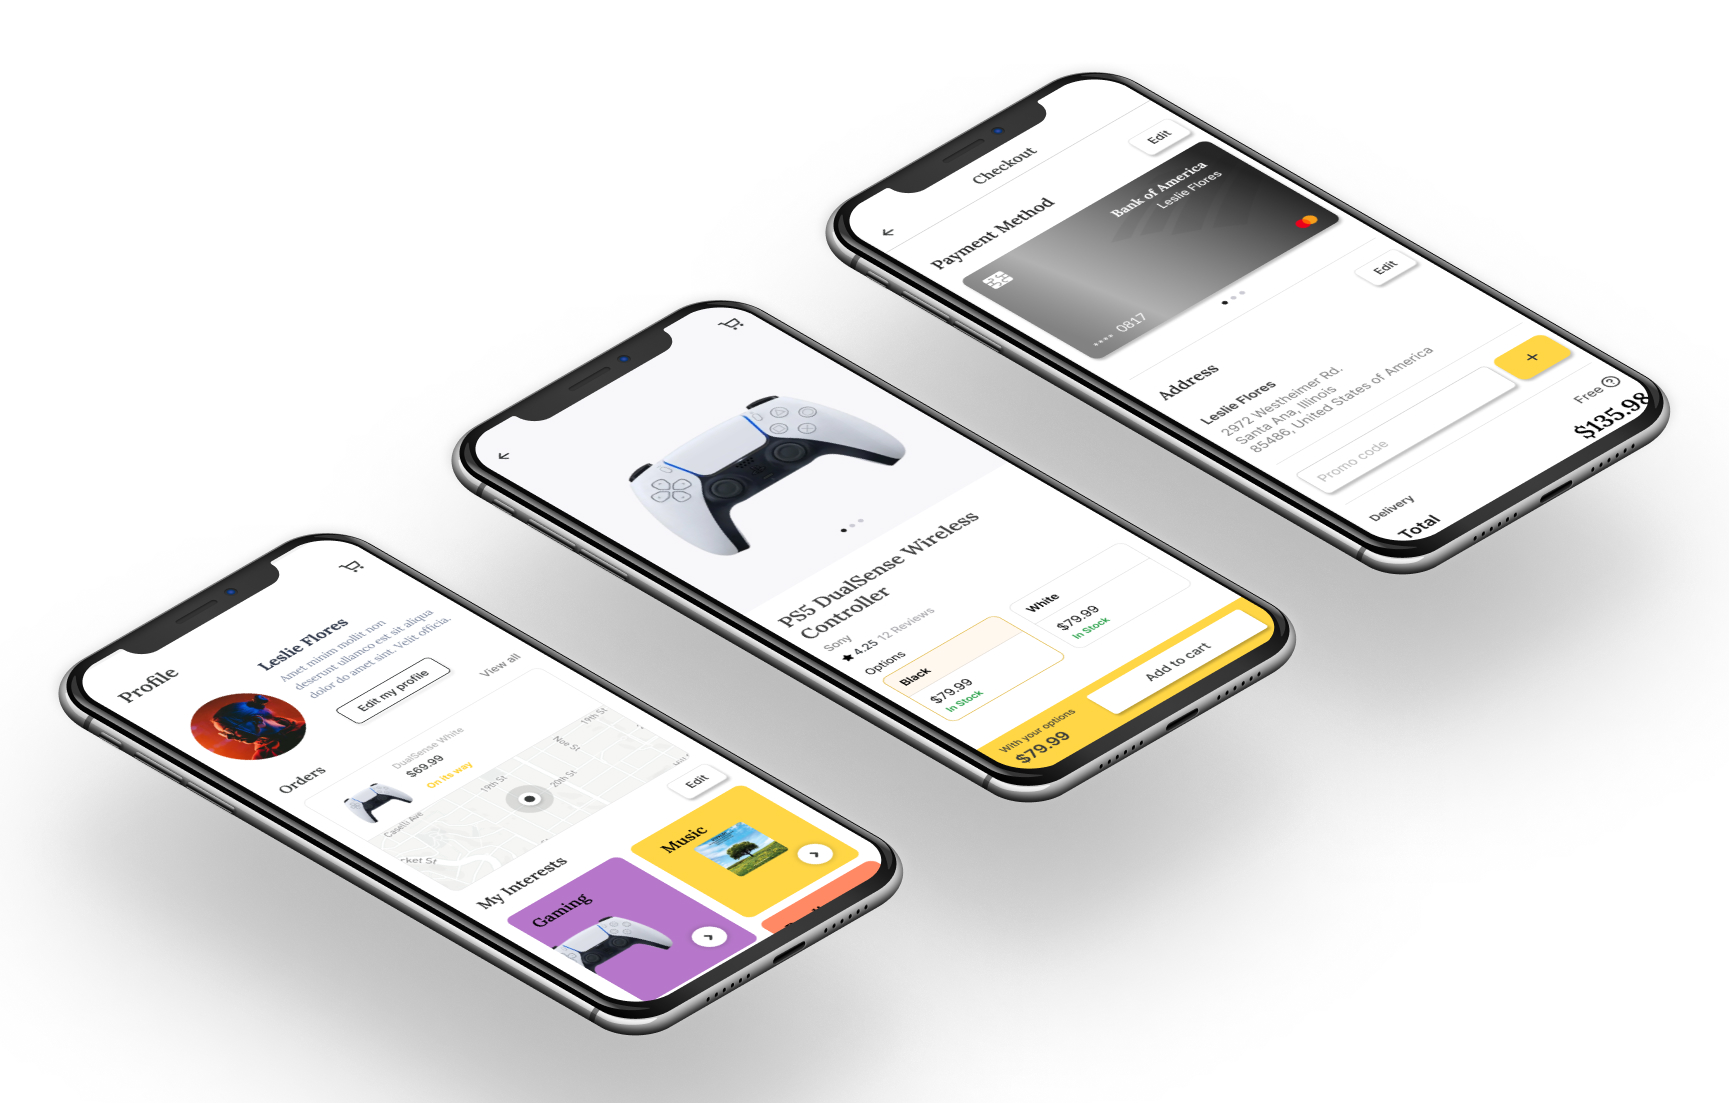 Profile
Leslie Flores
Amet minim mollit non
deserunt ullamco est sit aliqua
dolor do amet sint. Velit officia.
Edit my profile
Orders
View all
DualSense White
$69.99
On its way
19th St
Noe St
19th St
20th St
Caselli Ave
ket St
My Interests
Edit
Gaming
Music
PS5 DualSense Wireless
Controller
Sony
4.25 12 Reviews
Options
Black
$79.99
In Stock
White
$79.99
In Stock
With your options
$79.99
Add to cart
Checkout
Payment Method
Edit
Bank of America
Leslie Flores
**** 0817
Address
Edit
Leslie Flores
2972 Westheimer Rd.
Santa Ana, Illinois
85486, United States of America
Promo code
+
Delivery
Free
Total
$135.98